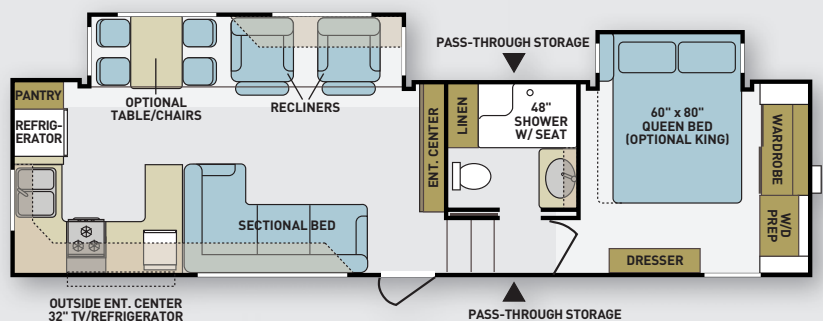 PASS-THROUGH STORAGE
OPTIONAL
TABLE/CHAIRS
RECLINERS
PANTRY
REFRIG-
ERATOR
ENT. CENTER
LINEN
48"
SHOWER
W/ SEAT
60" x 80"
QUEEN BED
(OPTIONAL KING)
WARDROBE
W/D
PREP
SECTIONAL BED
DRESSER
OUTSIDE ENT. CENTER
32" TV/REFRIGERATOR
PASS-THROUGH STORAGE